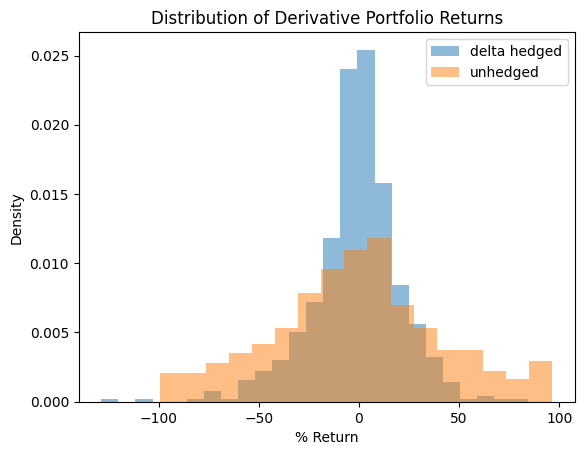 Distribution of Derivative Portfolio Returns
delta hedged
unhedged
0.025
0.020
0.015
0.010
0.005
0.000
Density
−100
−50
0
50
100
% Return